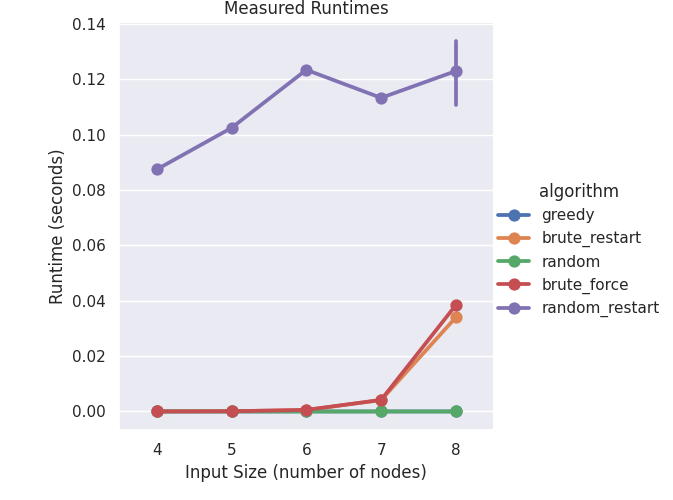 Measured Runtimes
0.14
0.12
0.10
0.08
0.06
0.04
0.02
0.00
Runtime (seconds)
4 5 6 7 8
Input Size (number of nodes)
algorithm
greedy
brute_restart
random
brute_force
random_restart